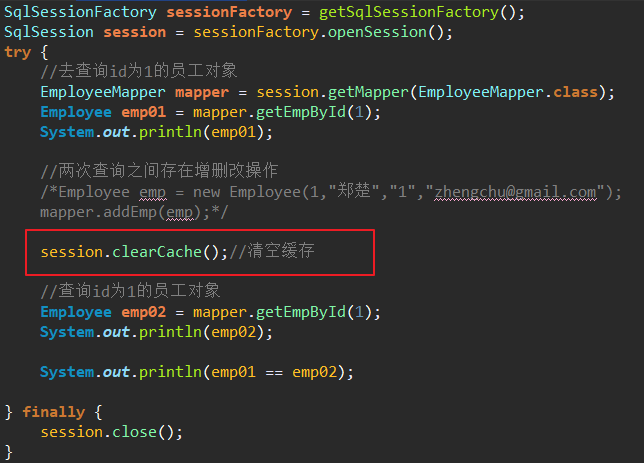 SqlSessionFactory sessionFactory = getSqlSessionFactory();
SqlSession session = sessionFactory.openSession();
try {
//去查询id为1的员工对象
EmployeeMapper mapper = session.getMapper(EmployeeMapper.class);
Employee emp01 = mapper.getEmpById(1);
System.out.println(emp01);
//两次查询之间存在增删改操作
/*Employee emp = new Employee(1,"郑楚","1","zhengchu@gmail.com");
mapper.addEmp(emp);*/
session.clearCache();//清空缓存
//查询id为1的员工对象
Employee emp02 = mapper.getEmpById(1);
System.out.println(emp02);
System.out.println(emp01 == emp02);
} finally {
session.close();
}